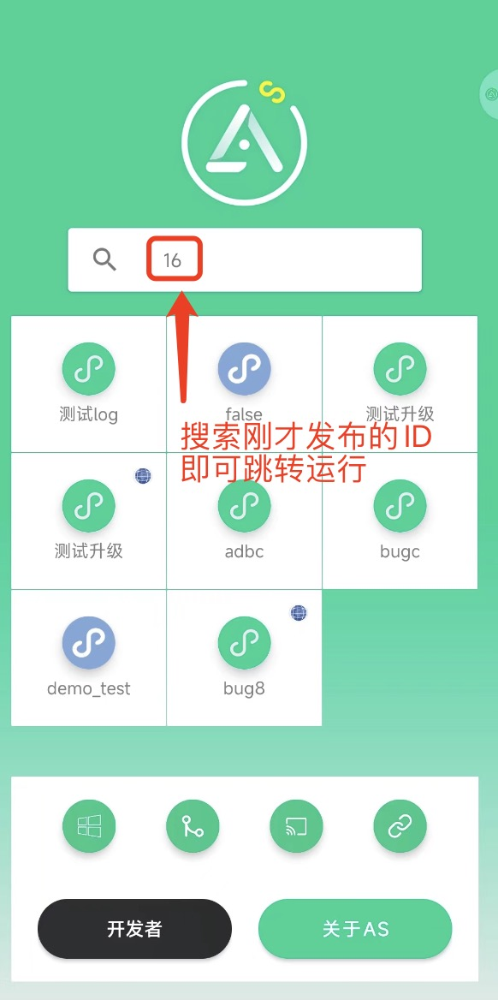 16
测试log
false
测试升级
搜索刚才发布的ID
即可跳转运行
测试升级
adbc
bugc
demo_test
bug8
开发者
关于AS